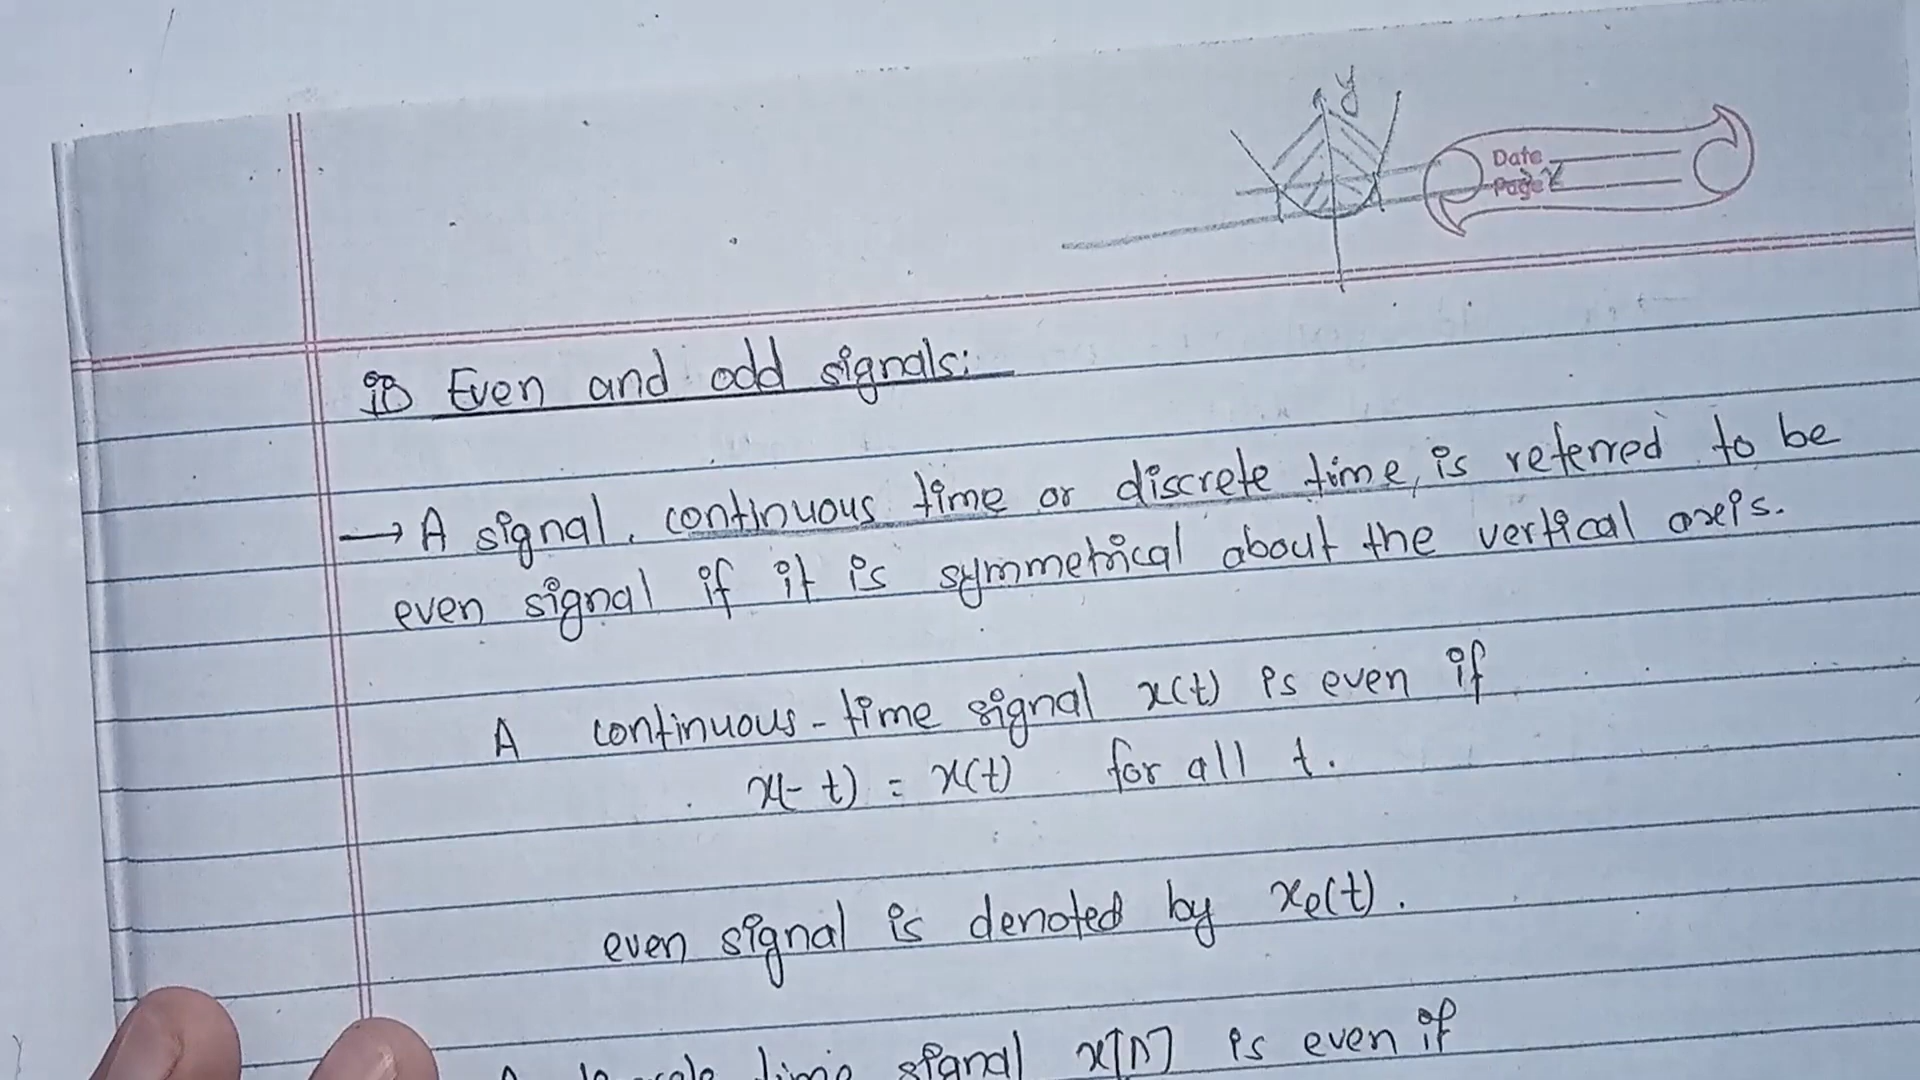 y
Date
Page
ii) Even and odd signals:
→ A signal, continuous time or discrete time, is referred to be
even signal if it is symmetrical about the vertical axis.
A continuous-time signal x(t) is even if
x(-t) = x(t) for all t.
even signal is denoted by xₑ(t).
time signal x[n] is even if